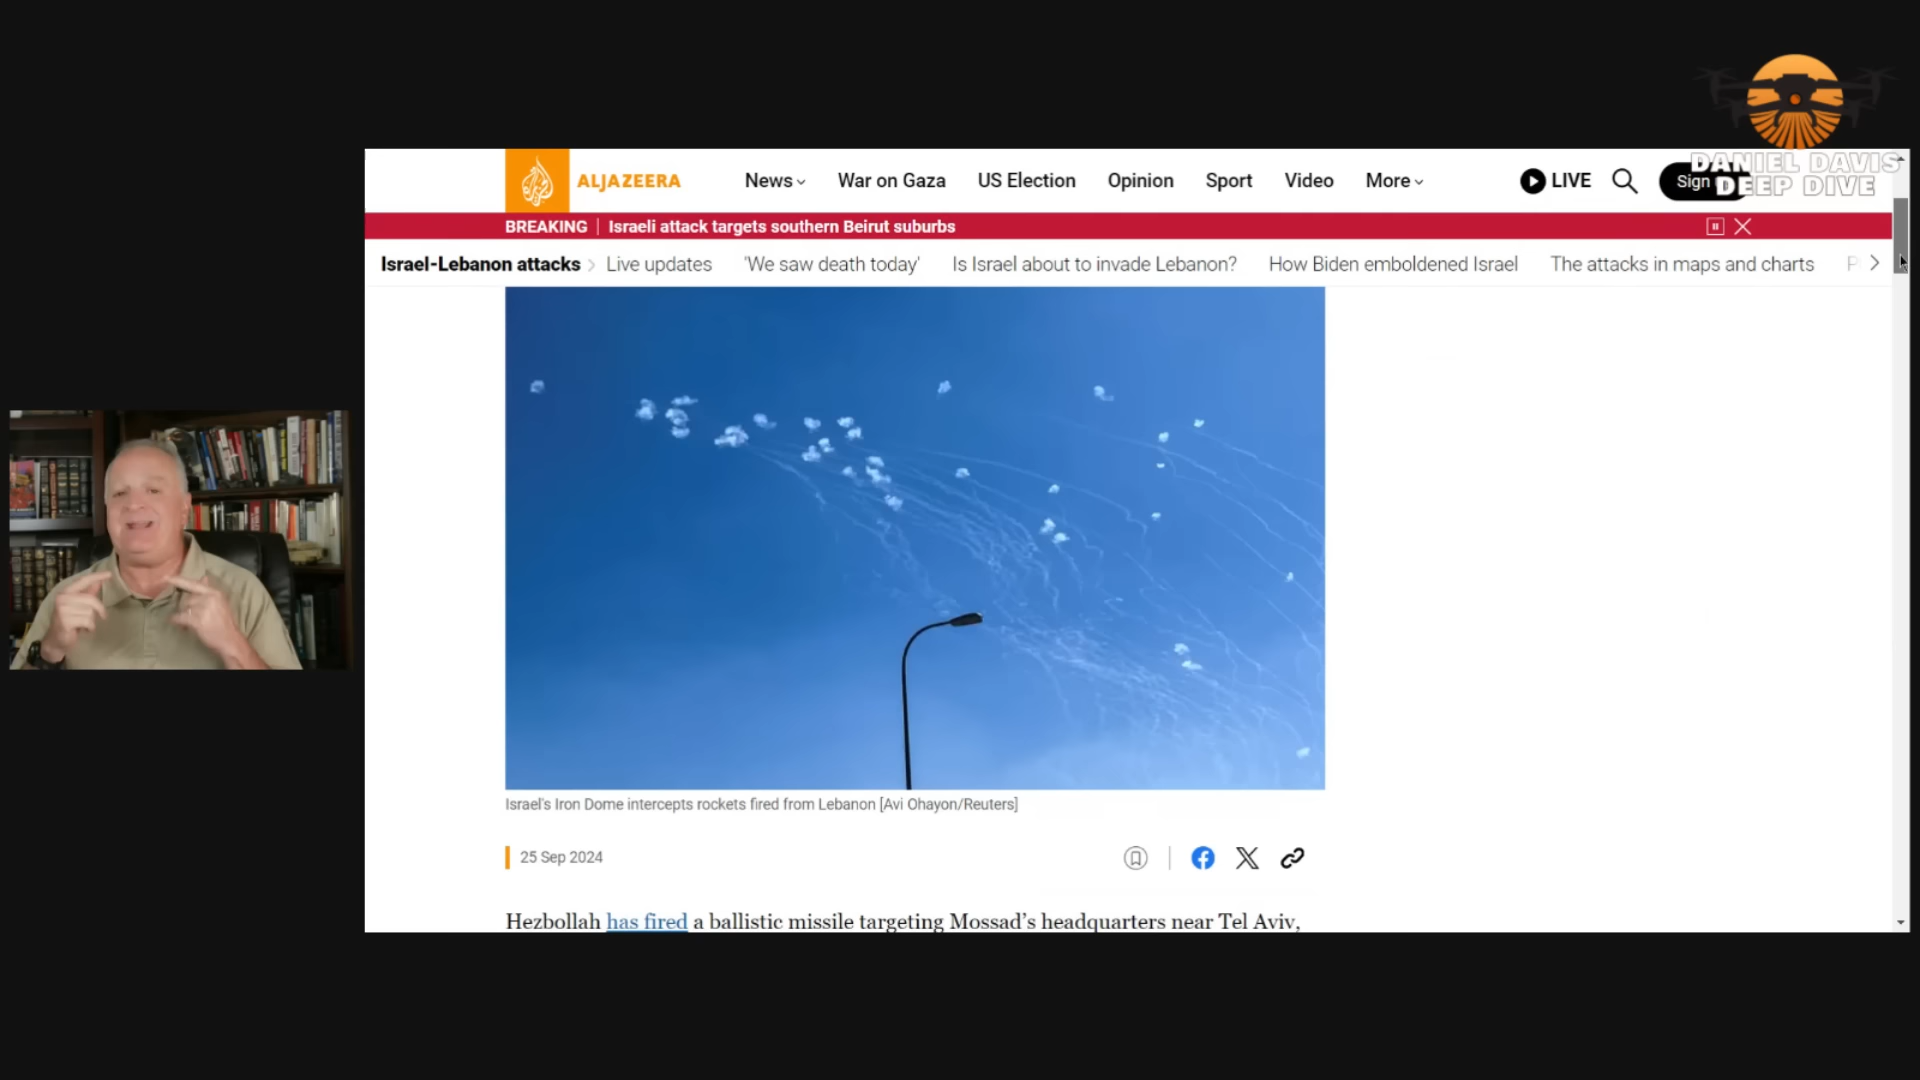 DANIEL DAVIS
DEEP DIVE
ALJAZEERA
News
War on Gaza
US Election
Opinion
Sport
Video
More
LIVE
Sign
BREAKING
Israeli attack targets southern Beirut suburbs
Israel-Lebanon attacks
Live updates
'We saw death today'
Is Israel about to invade Lebanon?
How Biden emboldened Israel
The attacks in maps and charts
Israel's Iron Dome intercepts rockets fired from Lebanon [Avi Ohayon/Reuters]
25 Sep 2024
Hezbollah has fired a ballistic missile targeting Mossad’s headquarters near Tel Aviv,